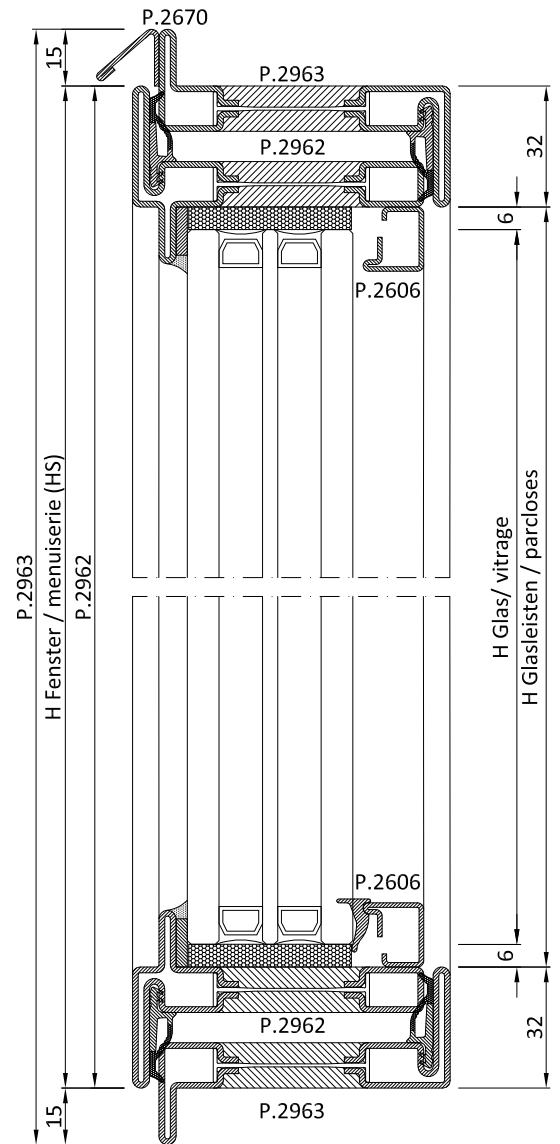 P.2670
15
P.2963
P.2962
32
6
P.2606
P.2963
H Fenster / menuiserie (HS)
P.2962
H Glas/ vitrage
H Glasleisten / parcloses
P.2606
6
P.2962
32
15
P.2963